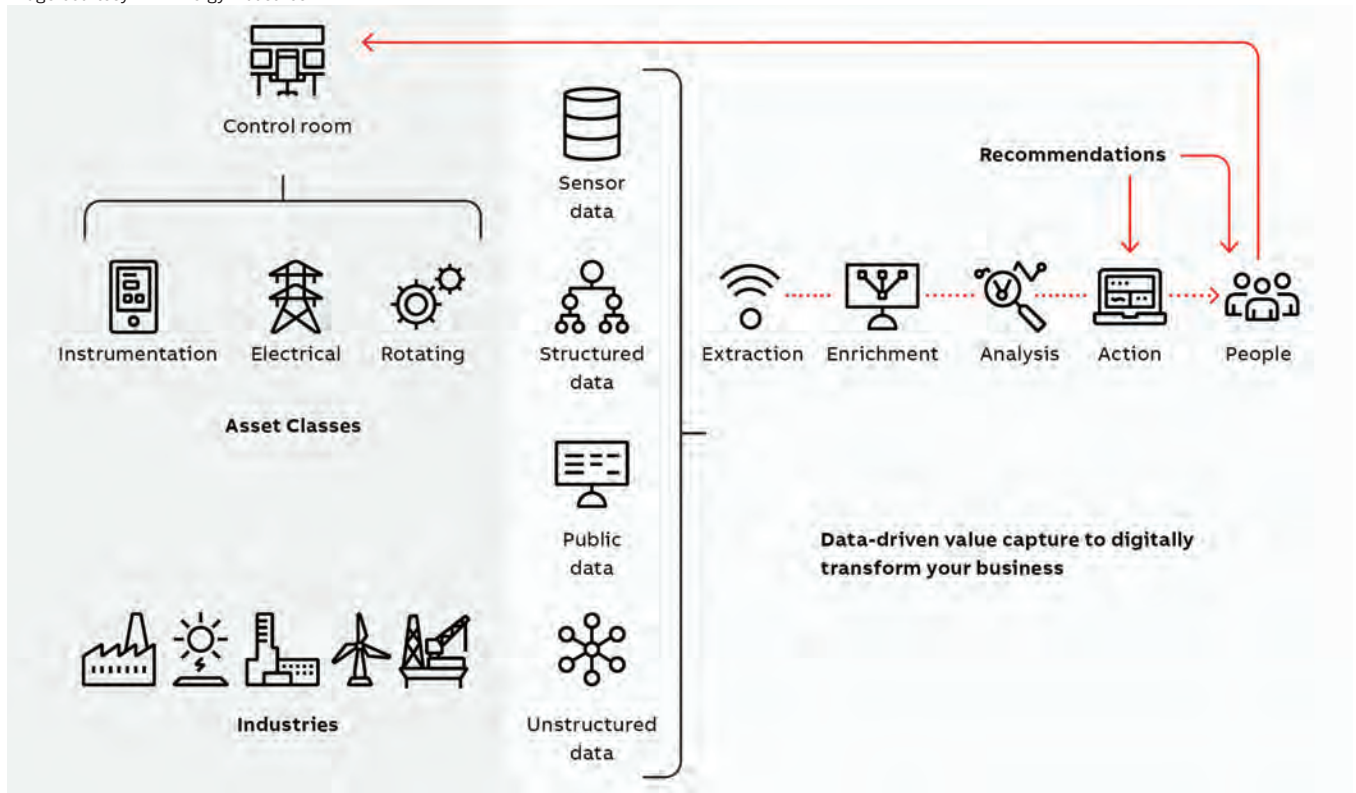 Control room
Sensor
data
Recommendations
Instrumentation
Electrical
Rotating
Structured
data
Extraction
Enrichment
Analysis
Action
People
Asset Classes
Public
data
Data-driven value capture to digitally
transform your business
Industries
Unstructured
data